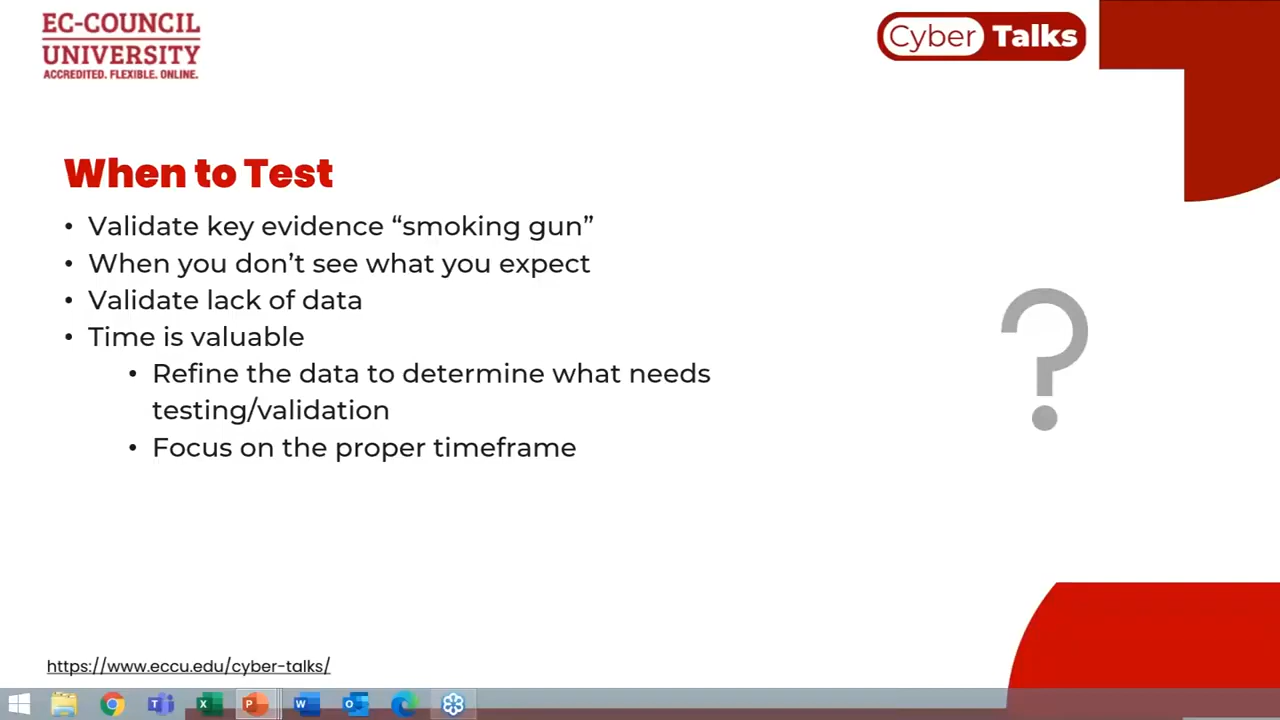 EC-COUNCIL
UNIVERSITY
ACCREDITED. FLEXIBLE. ONLINE.
Cyber Talks
When to Test
• Validate key evidence “smoking gun”
• When you don’t see what you expect
• Validate lack of data
• Time is valuable
• Refine the data to determine what needs
testing/validation
• Focus on the proper timeframe
?
https://www.eccu.edu/cyber-talks/